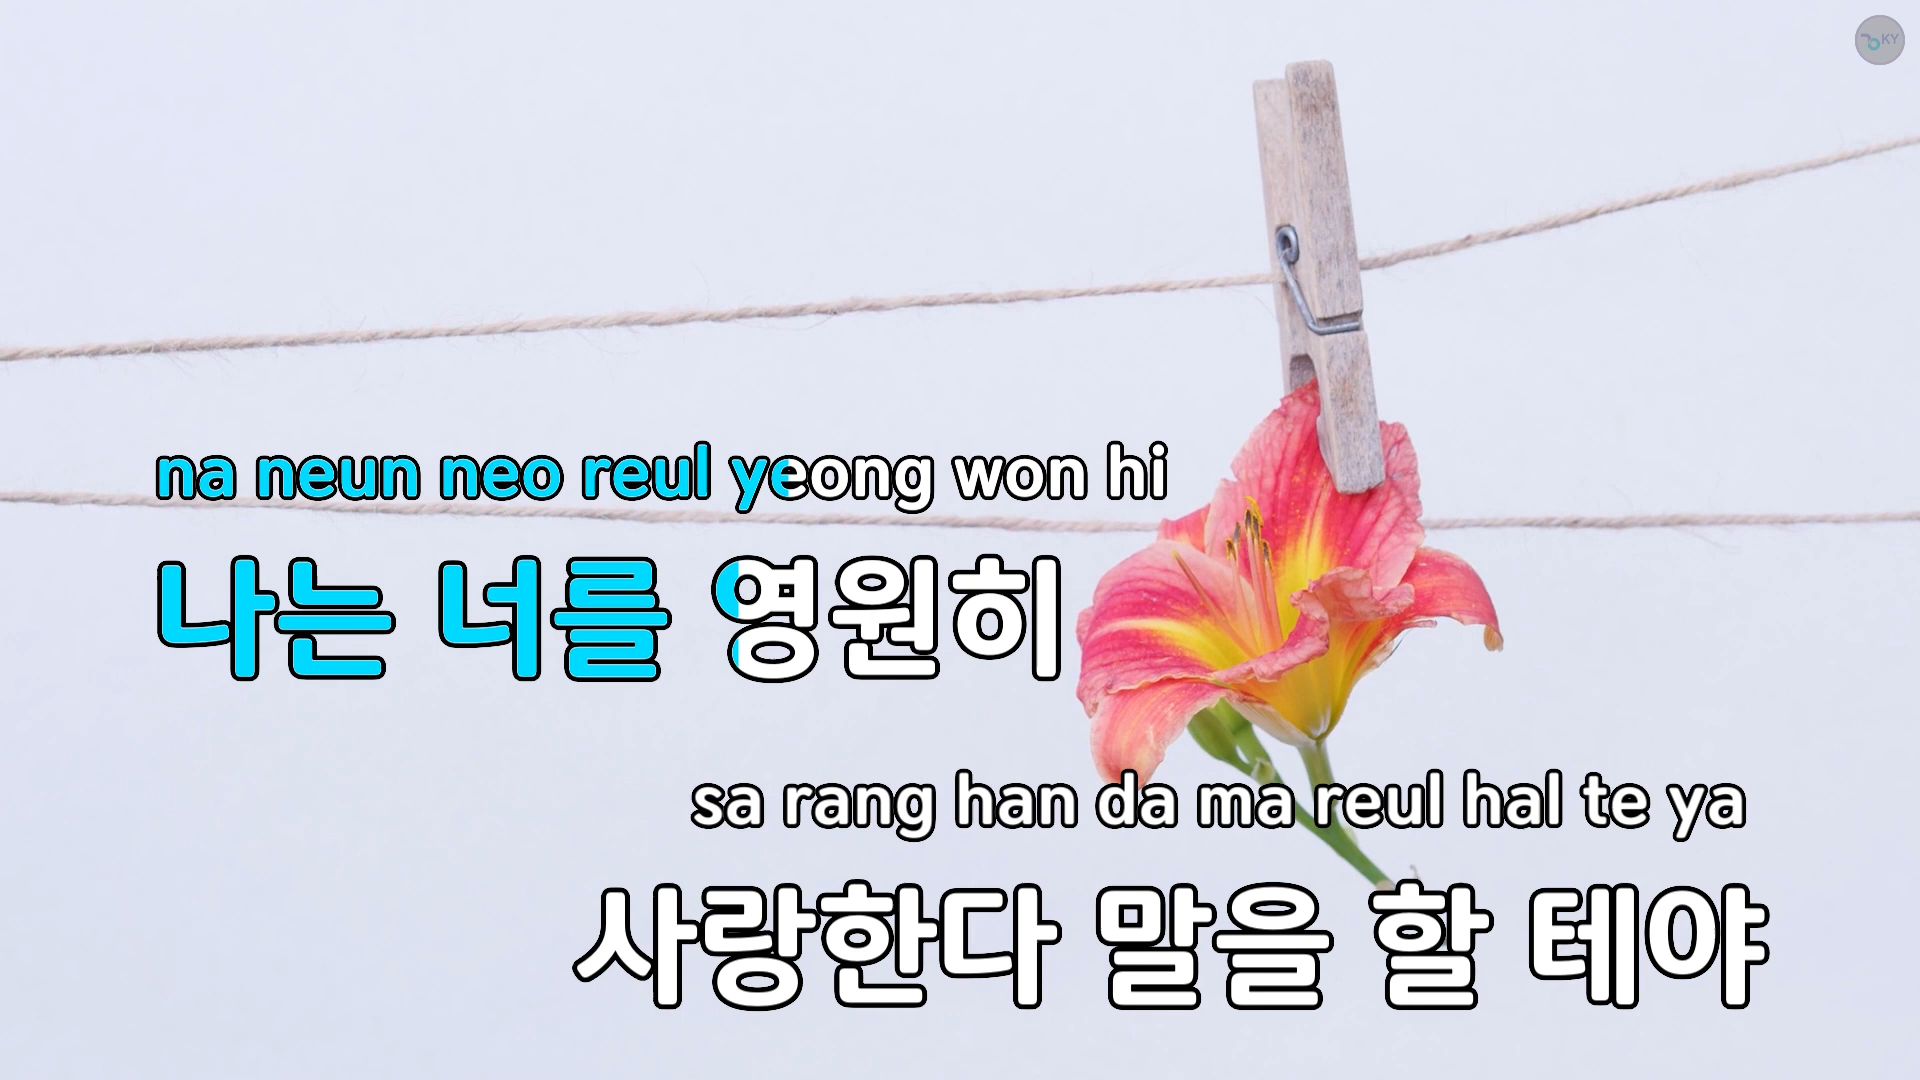 KY
na neun neo reul yeong won hi
나는 너를 영원히
sa rang han da ma reul hal te ya
사랑한다 말을 할 테야